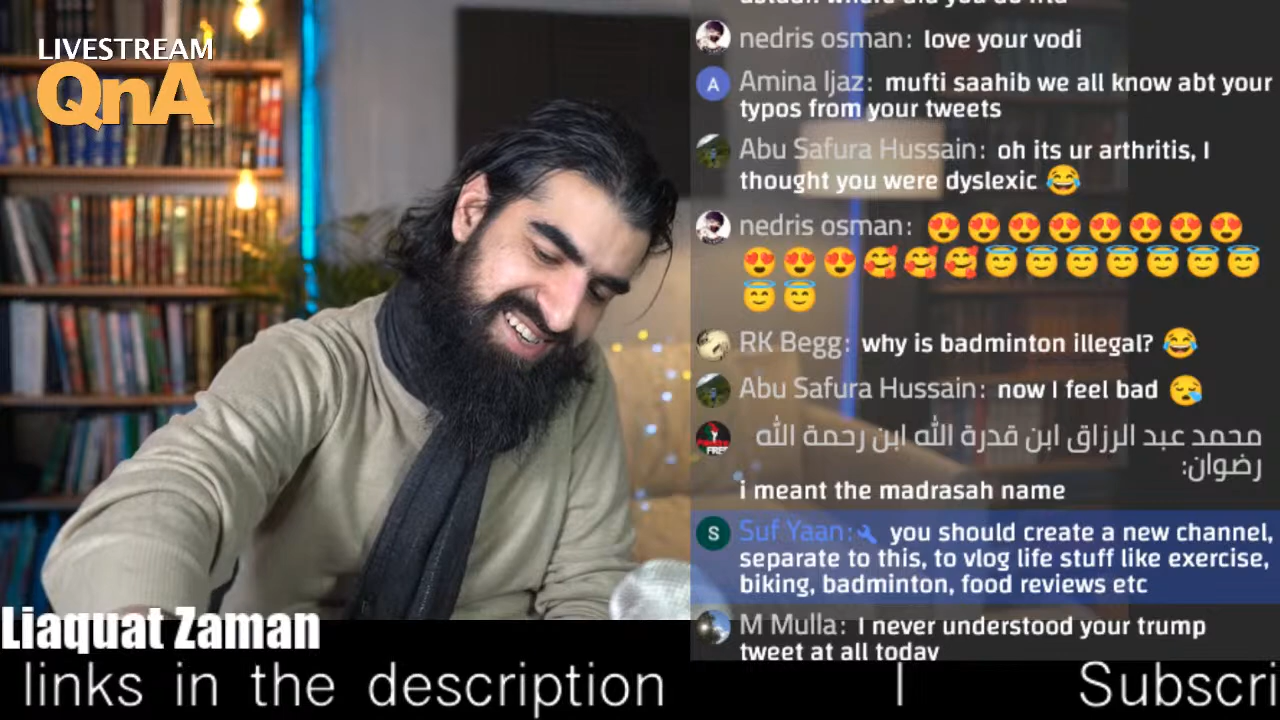 LIVESTREAM
QnA
nedris osman: love your vodi
Amina Ijaz: mufti saahib we all know abt your
typos from your tweets
Abu Safura Hussain: oh its ur arthritis, I
thought you were dyslexic 😂
nedris osman: 😍😍😍😍😍😍😍😍
😍😍😍🥰🥰🥰😇😇😇😇😇😇😇
😇😇
RK Begg: why is badminton illegal? 😂
Abu Safura Hussain: now I feel bad 😪
محمد عبد الرزاق ابن قدرة الله ابن رحمة الله
رضوان:
i meant the madrasah name
Suf Yaan: you should create a new channel,
separate to this, to vlog life stuff like exercise,
biking, badminton, food reviews etc
M Mulla: I never understood your trump
tweet at all today
A
S
FREE
Liaquat Zaman
links in the description | Subscri